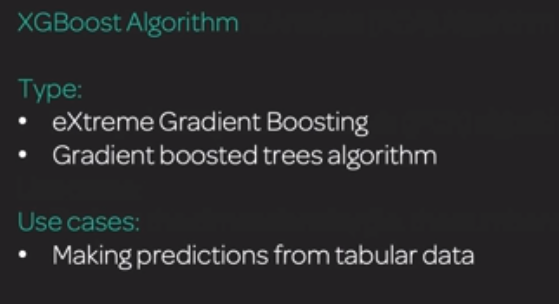 XGBoost Algorithm
Type:
• eXtreme Gradient Boosting
• Gradient boosted trees algorithm
Use cases:
• Making predictions from tabular data